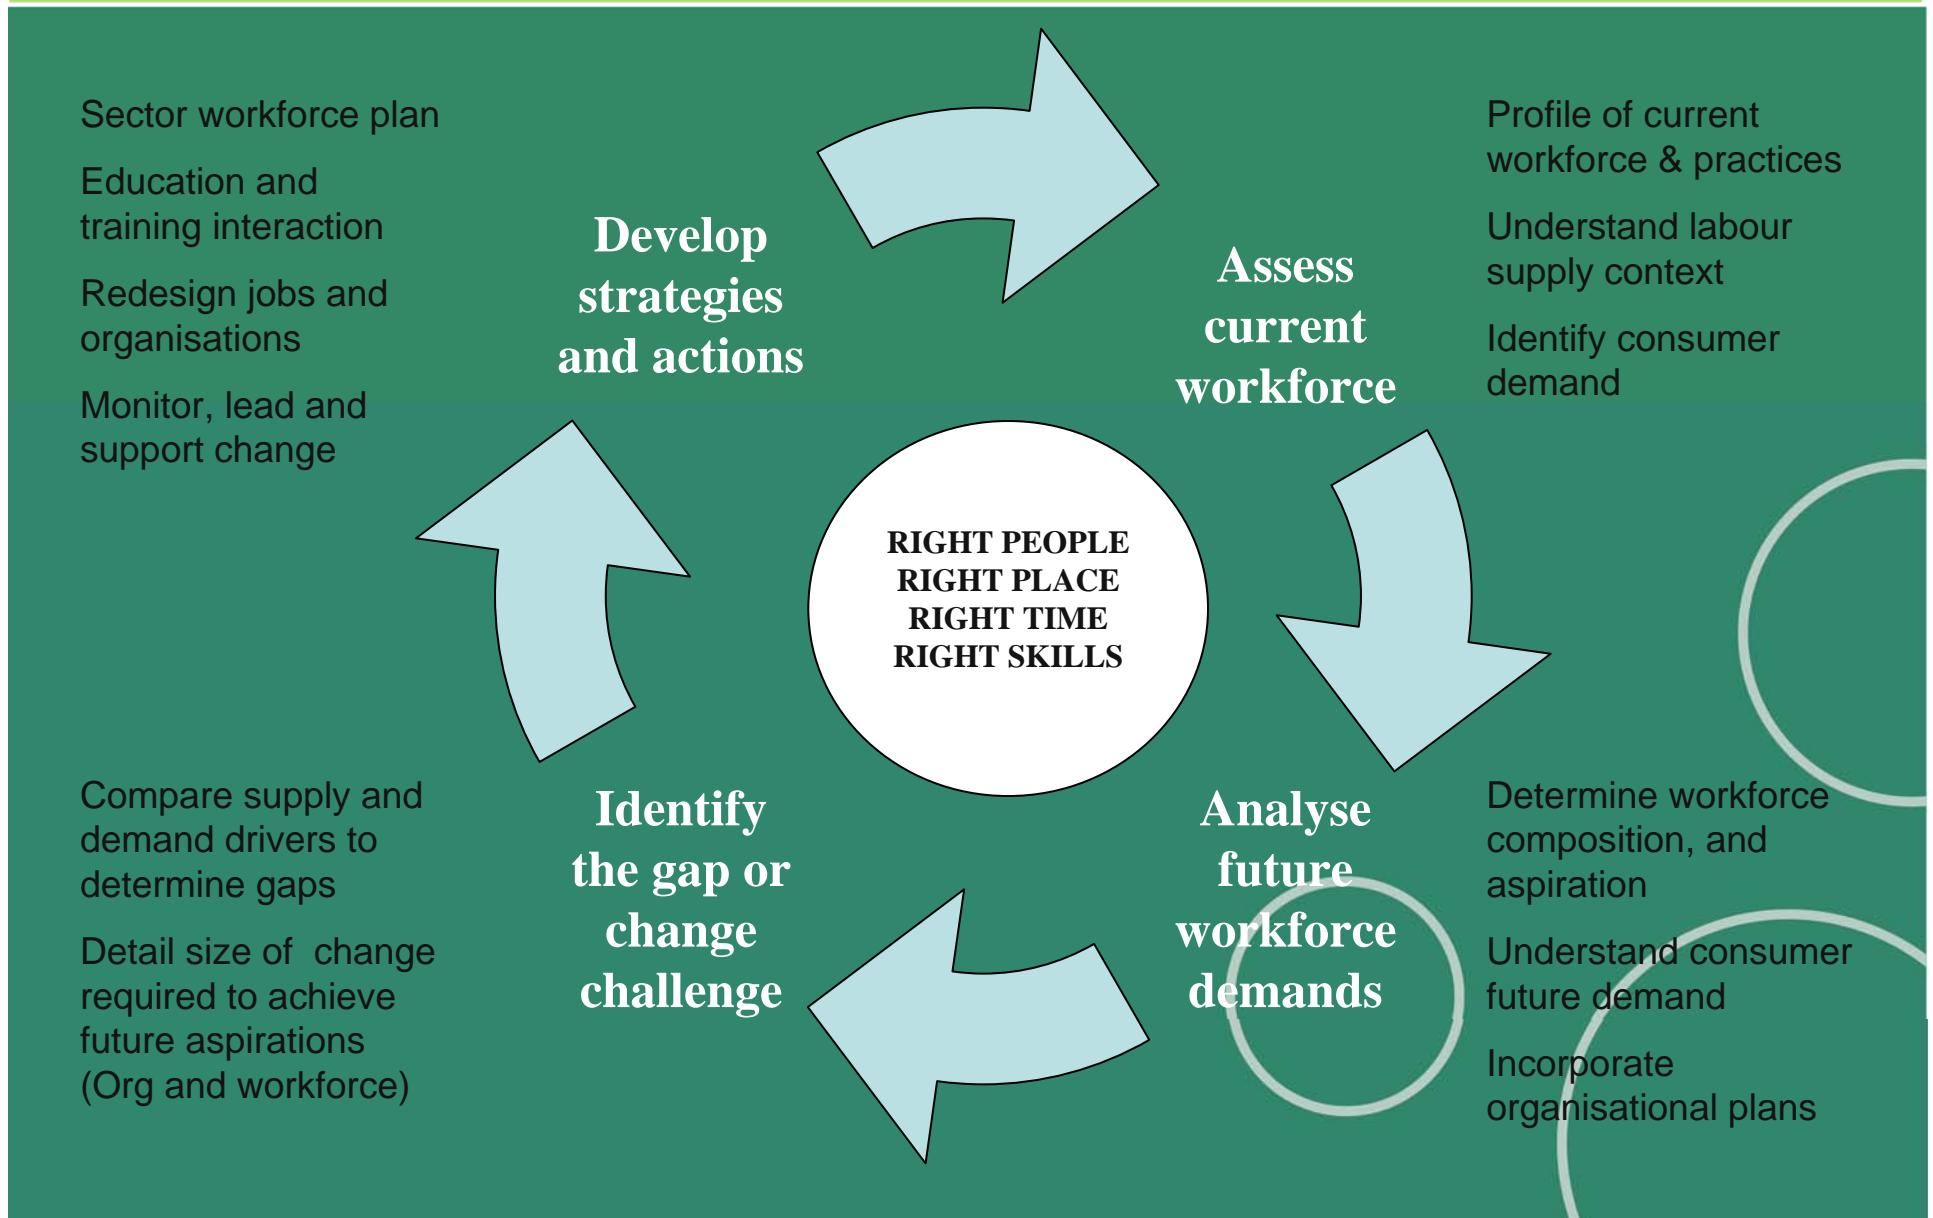 Sector workforce plan
Education and
training interaction
Redesign jobs and
organisations
Monitor, lead and
support change
Develop
strategies
and actions
Assess
current
workforce
Profile of current
workforce & practices
Understand labour
supply context
Identify consumer
demand
RIGHT PEOPLE
RIGHT PLACE
RIGHT TIME
RIGHT SKILLS
Compare supply and
demand drivers to
determine gaps
Detail size of  change
required to achieve
future aspirations
(Org and workforce)
Identify
the gap or
change
challenge
Analyse
future
workforce
demands
Determine workforce
composition, and
aspiration
Understand consumer
future demand
Incorporate
organisational plans